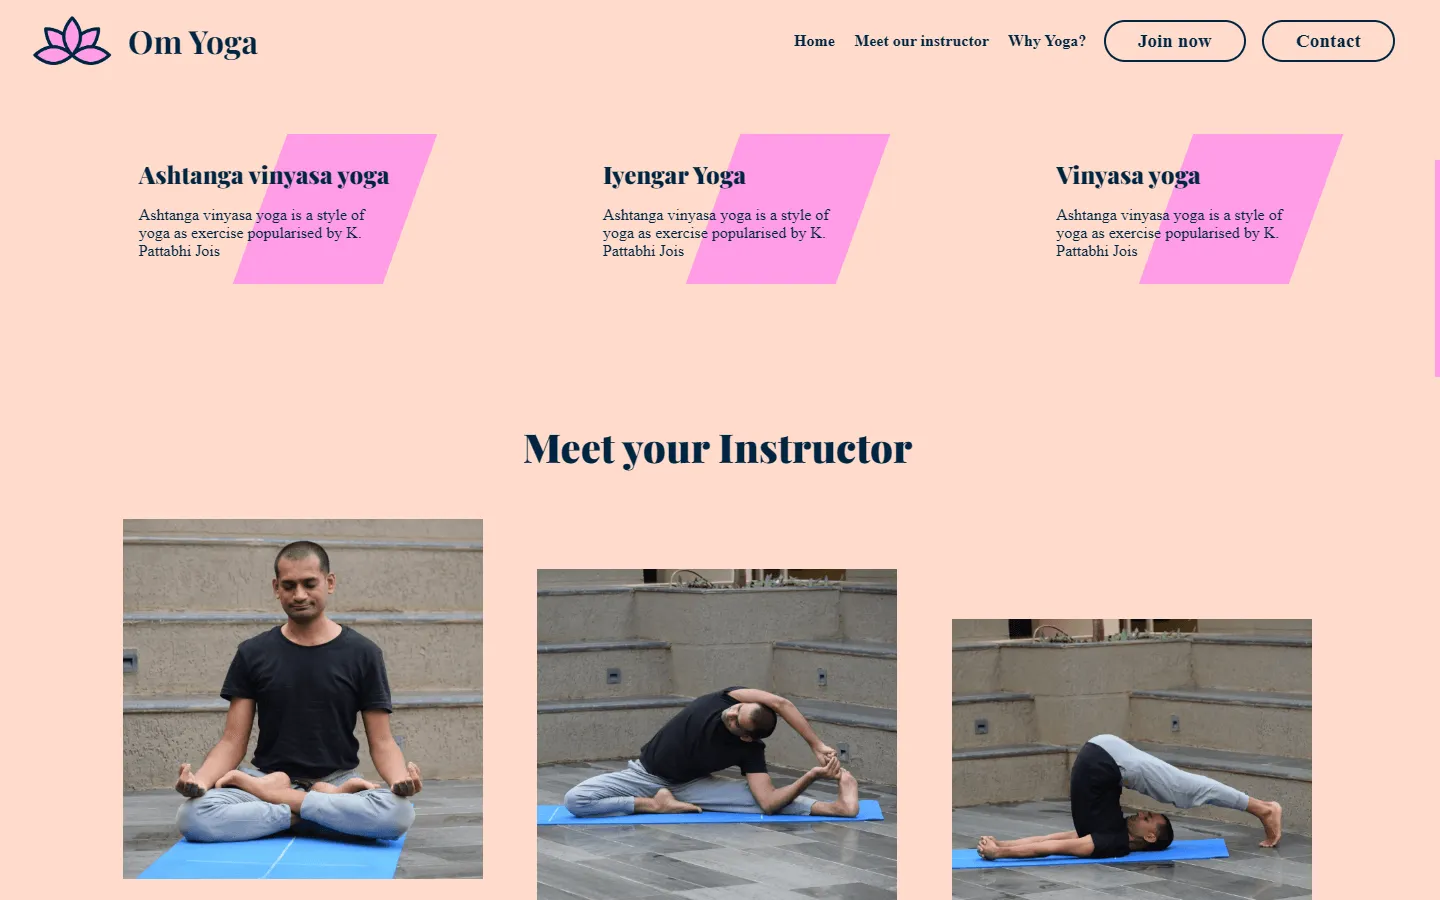 Om Yoga
Home
Meet our instructor
Why Yoga?
Join now
Contact
Ashtanga vinyasa yoga
Ashtanga vinyasa yoga is a style of
yoga as exercise popularised by K.
Pattabhi Jois
Iyengar Yoga
Ashtanga vinyasa yoga is a style of
yoga as exercise popularised by K.
Pattabhi Jois
Vinyasa yoga
Ashtanga vinyasa yoga is a style of
yoga as exercise popularised by K.
Pattabhi Jois
Meet your Instructor